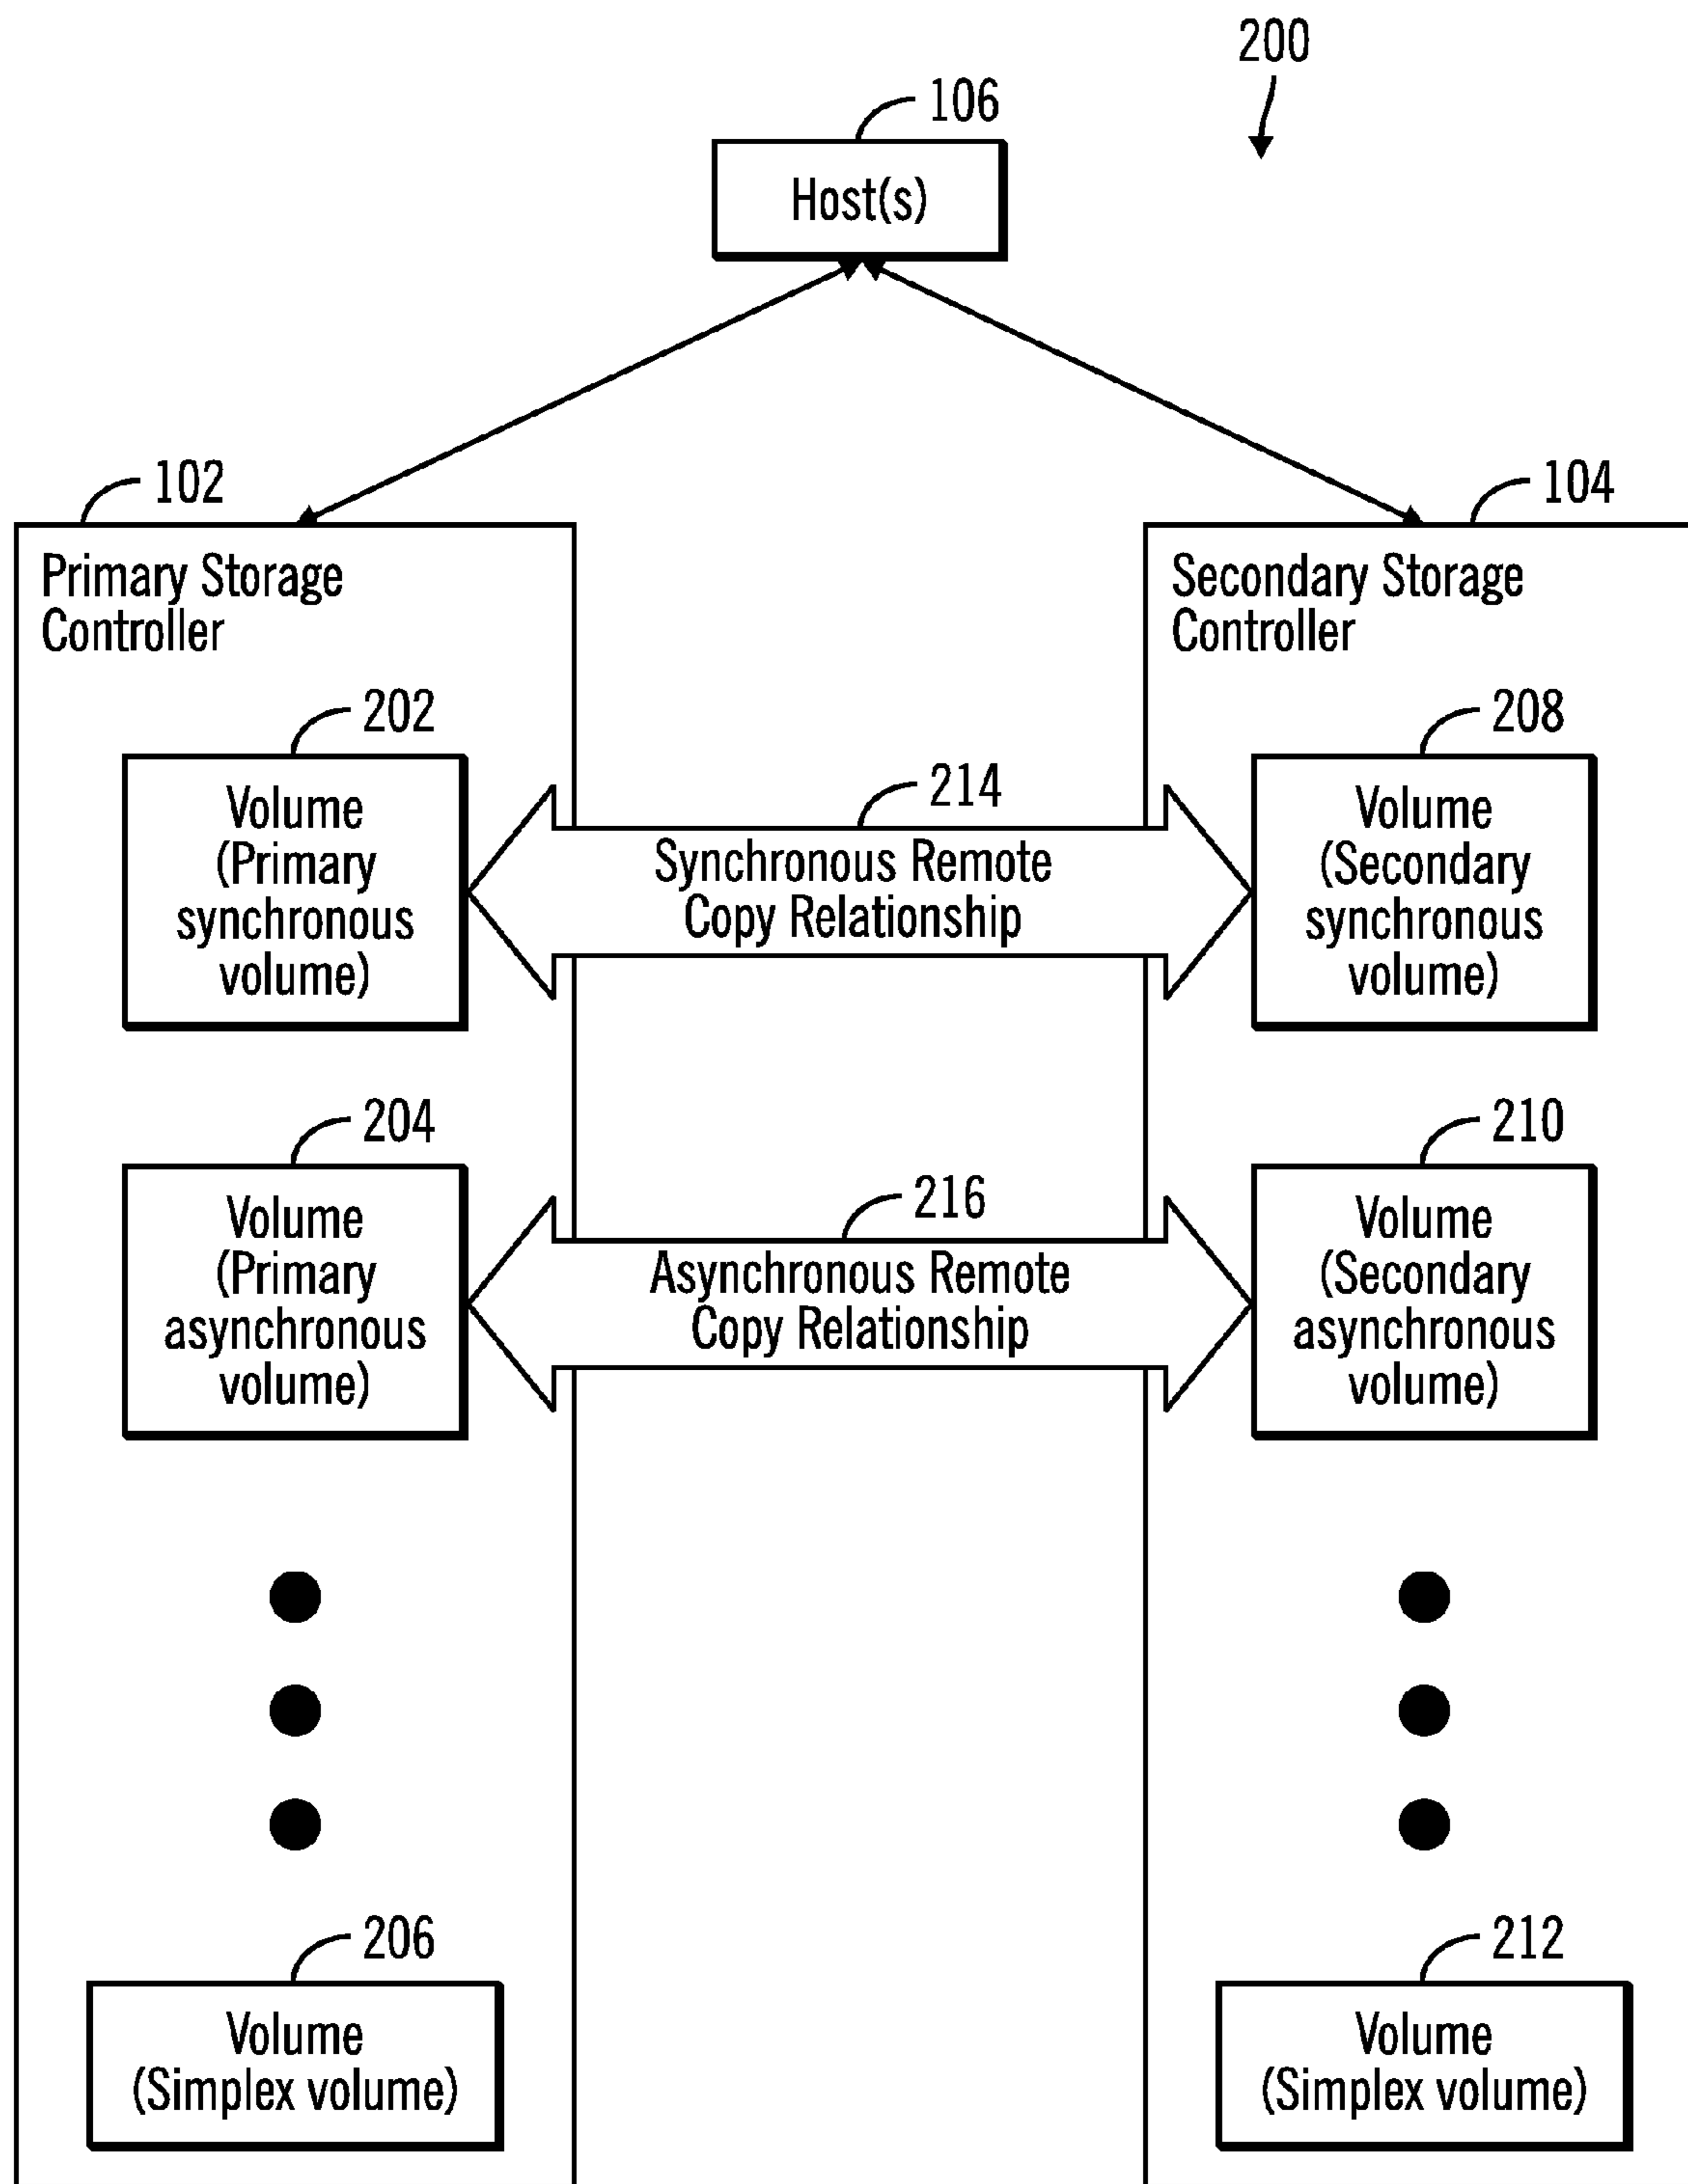 200
106
Host(s)
102
104
Primary Storage
Controller
Secondary Storage
Controller
202
208
Volume
(Primary
synchronous
volume)
214
Synchronous Remote
Copy Relationship
Volume
(Secondary
synchronous
volume)
204
210
Volume
(Primary
asynchronous
volume)
216
Asynchronous Remote
Copy Relationship
Volume
(Secondary
asynchronous
volume)
206
212
Volume
(Simplex volume)
Volume
(Simplex volume)